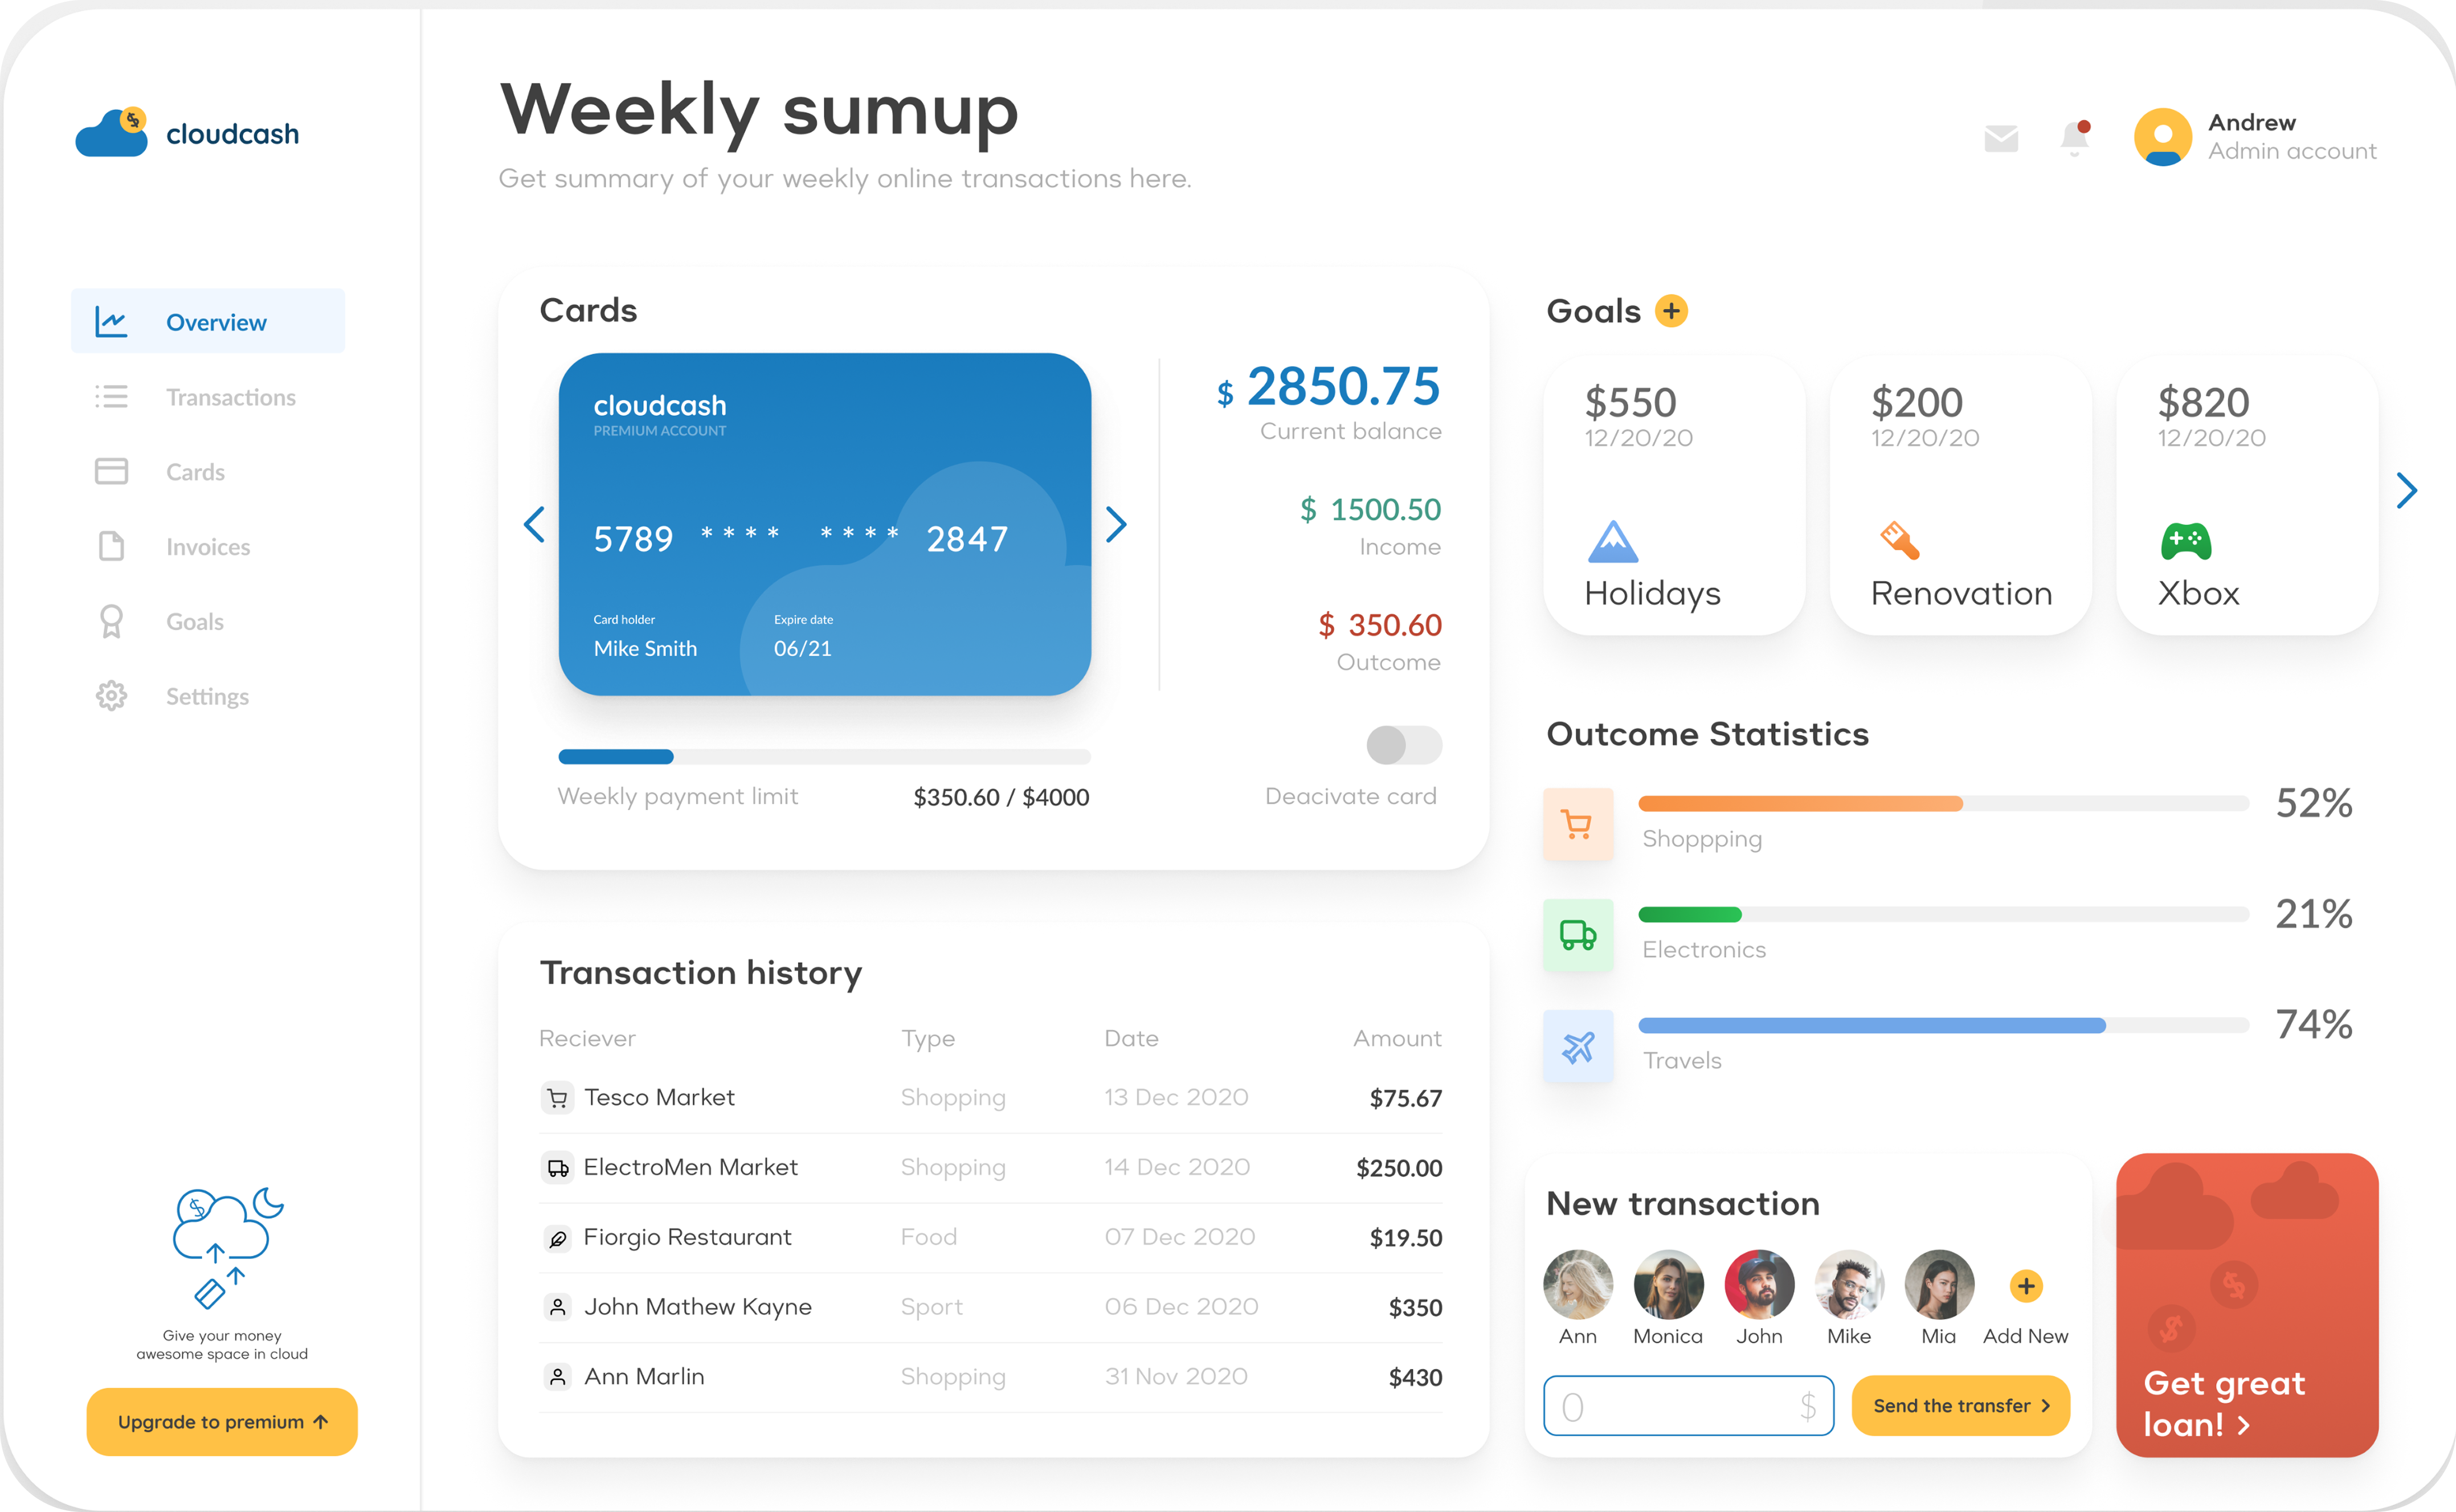 cloudcash
Overview
Transactions
Cards
Invoices
Goals
Settings
Give your money
awesome space in cloud
Upgrade to premium
Weekly sumup
Get summary of your weekly online transactions here.
Andrew
Admin account
Cards
cloudcash
PREMIUM ACCOUNT
5789 **** **** 2847
Card holder Expire date
Mike Smith 06/21
Weekly payment limit $350.60 / $4000
$ 2850.75
Current balance
$ 1500.50
Income
$ 350.60
Outcome
Deacivate card
Transaction history
Reciever Type Date Amount
Tesco Market Shopping 13 Dec 2020 $75.67
ElectroMen Market Shopping 14 Dec 2020 $250.00
Fiorgio Restaurant Food 07 Dec 2020 $19.50
John Mathew Kayne Sport 06 Dec 2020 $350
Ann Marlin Shopping 31 Nov 2020 $430
Goals
$550
12/20/20
Holidays
$200
12/20/20
Renovation
$820
12/20/20
Xbox
Outcome Statistics
52%
Shoppping
21%
Electronics
74%
Travels
New transaction
Ann Monica John Mike Mia Add New
0 $
Send the transfer
Get great
loan!